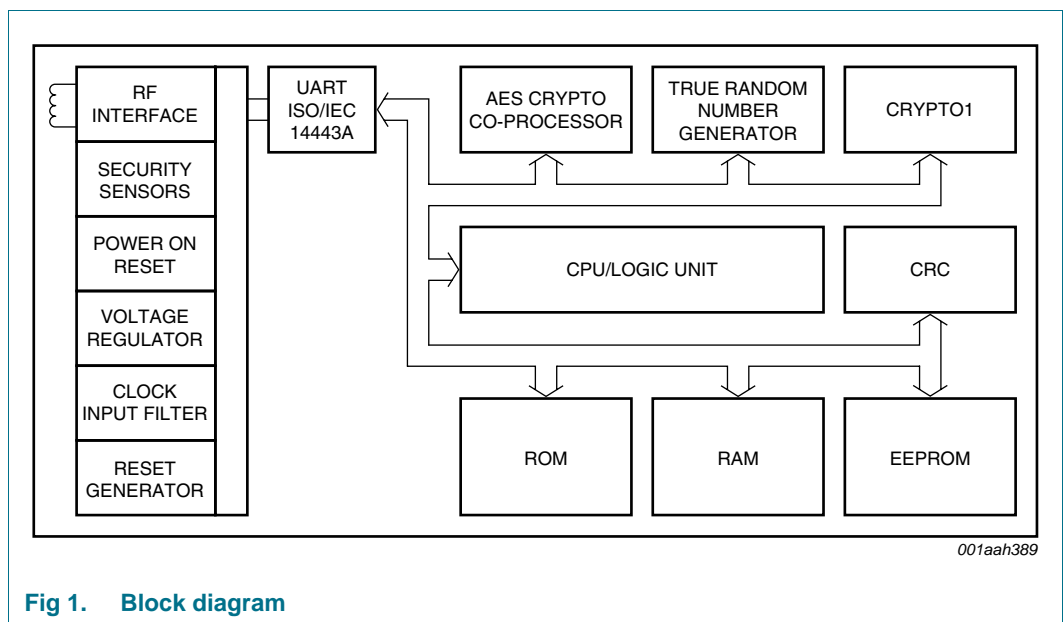 RF
INTERFACE
SECURITY
SENSORS
POWER ON
RESET
VOLTAGE
REGULATOR
CLOCK
INPUT FILTER
RESET
GENERATOR
UART
ISO/IEC
14443A
AES CRYPTO
CO-PROCESSOR
TRUE RANDOM
NUMBER
GENERATOR
CRYPTO1
CPU/LOGIC UNIT
CRC
ROM
RAM
EEPROM
001aah389
Fig 1. Block diagram